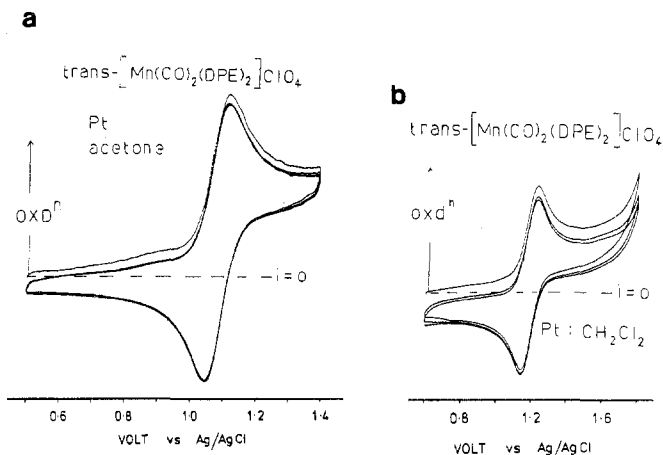 a
trans-[Mn(CO)₂(DPE)₂]ClO₄
Pt
acetone
OXDⁿ
i=0
0·6 0·8 1·0 1·2 1·4
VOLT vs Ag/AgCl
b
trans-[Mn(CO)₂(DPE)₂]ClO₄
oxdⁿ
i=0
Pt : CH₂Cl₂
0·8 1·2 1·6
VOLT vs Ag/AgCl